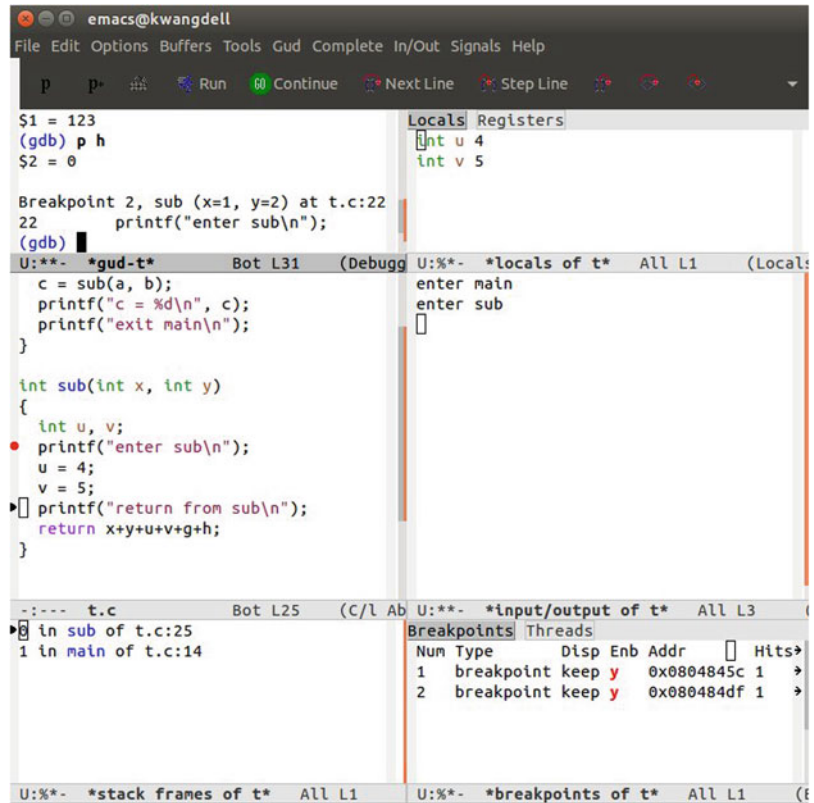 emacs@kwangdell
File Edit Options Buffers Tools Gud Complete In/Out Signals Help
p p Run GO Continue Next Line Step Line
$1 = 123
(gdb) p h
$2 = 0
Breakpoint 2, sub (x=1, y=2) at t.c:22
22 printf("enter sub\n");
(gdb)
U:**- *gud-t* Bot L31 (Debugg
Locals Registers
int u 4
int v 5
U:%*- *locals of t* All L1 (Locals
c = sub(a, b);
printf("c = %d\n", c);
printf("exit main\n");
}
int sub(int x, int y)
{
int u, v;
printf("enter sub\n");
u = 4;
v = 5;
printf("return from sub\n");
return x+y+u+v+g+h;
}
-:--- t.c Bot L25 (C/l Ab
enter main
enter sub
U:**- *input/output of t* All L3 (
0 in sub of t.c:25
1 in main of t.c:14
U:%*- *stack frames of t* All L1
Breakpoints Threads
Num Type Disp Enb Addr Hits
1 breakpoint keep y 0x0804845c 1
2 breakpoint keep y 0x080484df 1
U:%*- *breakpoints of t* All L1 (